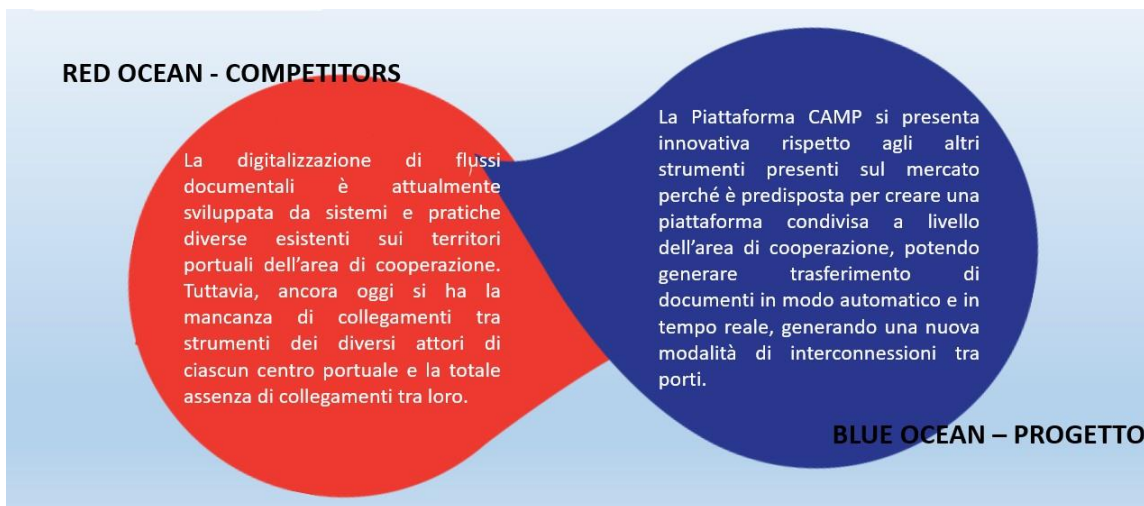 RED OCEAN - COMPETITORS
La digitalizzazione di flussi
documentali è attualmente
sviluppata da sistemi e pratiche
diverse esistenti sui territori
portuali dell’area di cooperazione.
Tuttavia, ancora oggi si ha la
mancanza di collegamenti tra
strumenti dei diversi attori di
ciascun centro portuale e la totale
assenza di collegamenti tra loro.
La Piattaforma CAMP si presenta
innovativa rispetto agli altri
strumenti presenti sul mercato
perché è predisposta per creare una
piattaforma condivisa a livello
dell’area di cooperazione, potendo
generare trasferimento di
documenti in modo automatico e in
tempo reale, generando una nuova
modalità di interconnessioni tra
porti.
BLUE OCEAN – PROGETTO